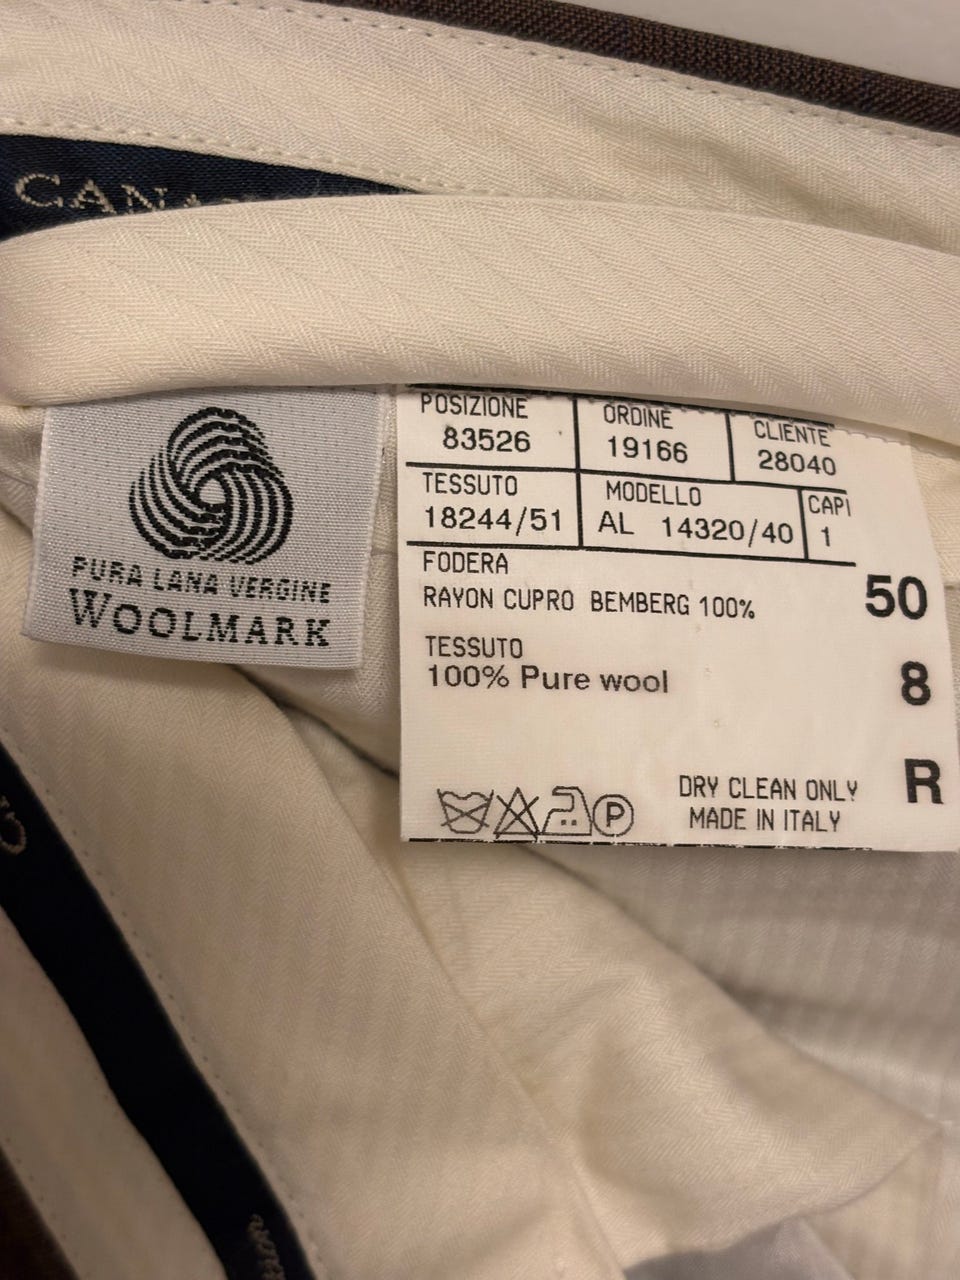 POSIZIONE
83526
ORDINE
19166
CLIENTE
28040
TESSUTO
18244/51
MODELLO
AL 14320/40
CAPI
1
FODERA
RAYON CUPRO BEMBERG 100%
50
TESSUTO
100% Pure wool
8
R
DRY CLEAN ONLY
MADE IN ITALY
P
PURA LANA VERGINE
WOOLMARK